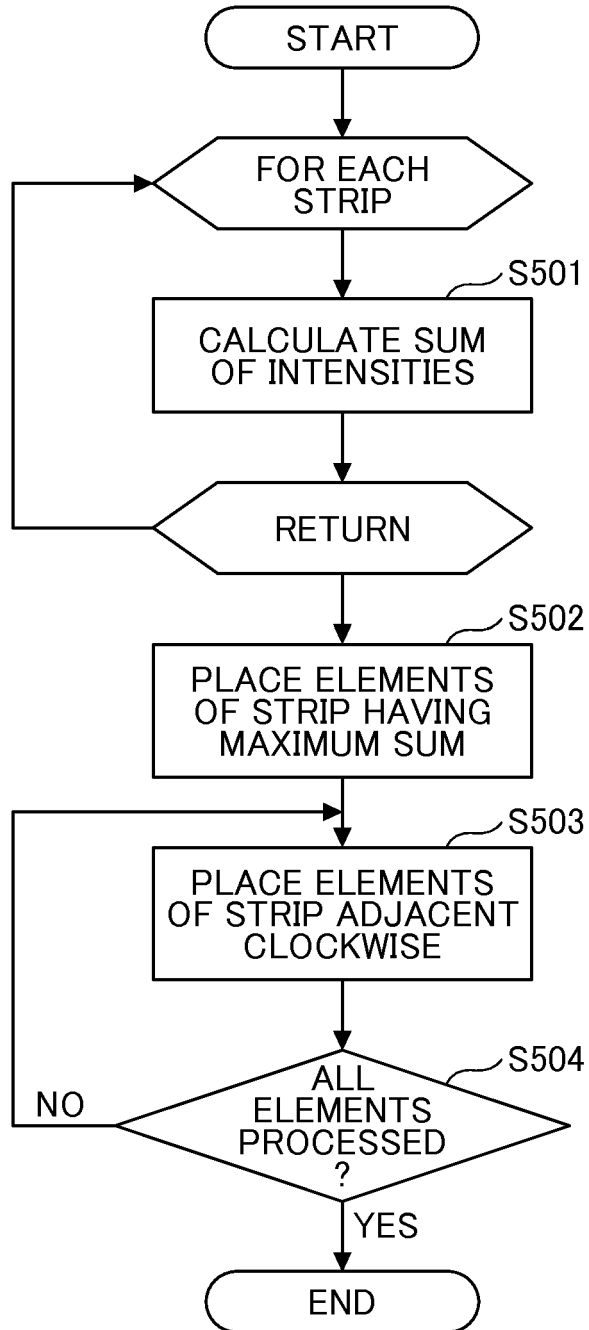 START
FOR EACH
STRIP
S501
CALCULATE SUM
OF INTENSITIES
RETURN
S502
PLACE ELEMENTS
OF STRIP HAVING
MAXIMUM SUM
S503
PLACE ELEMENTS
OF STRIP ADJACENT
CLOCKWISE
S504
ALL
ELEMENTS
PROCESSED
?
NO
YES
END